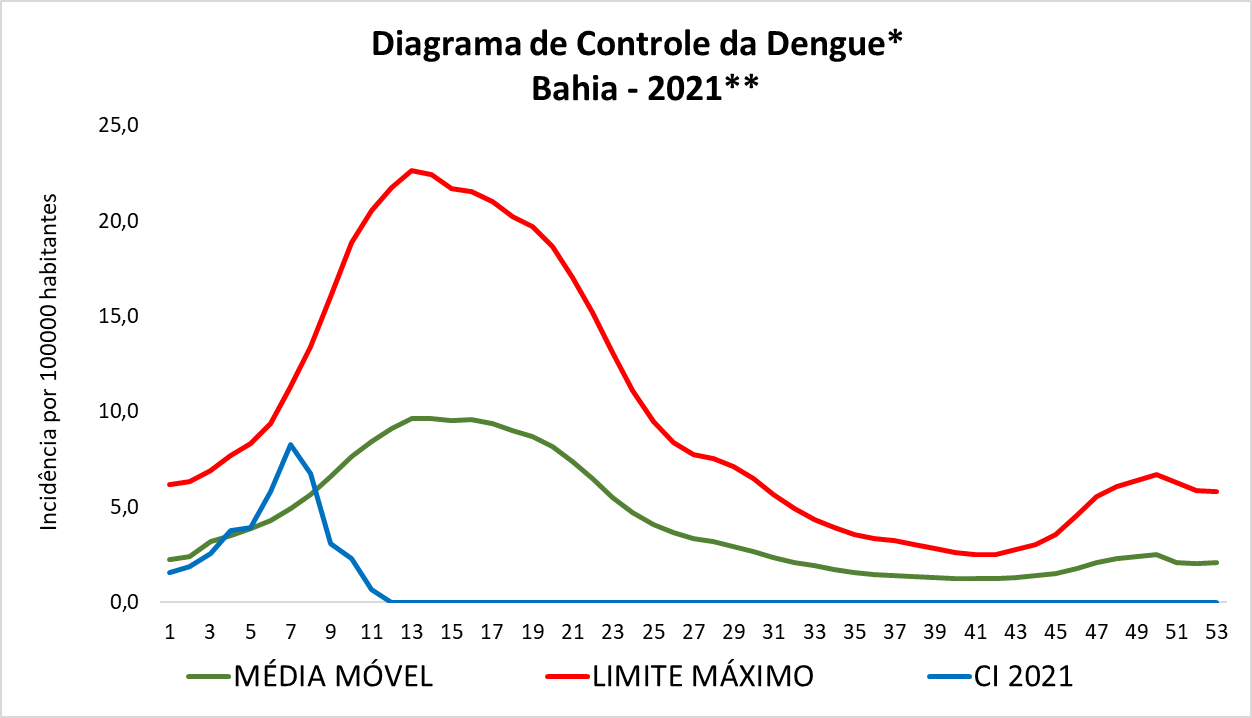 Diagrama de Controle da Dengue*
Bahia - 2021**
Incidência por 100000 habitantes
25,0
20,0
15,0
10,0
5,0
0,0
1 3 5 7 9 11 13 15 17 19 21 23 25 27 29 31 33 35 37 39 41 43 45 47 49 51 53
MÉDIA MÓVEL LIMITE MÁXIMO CI 2021